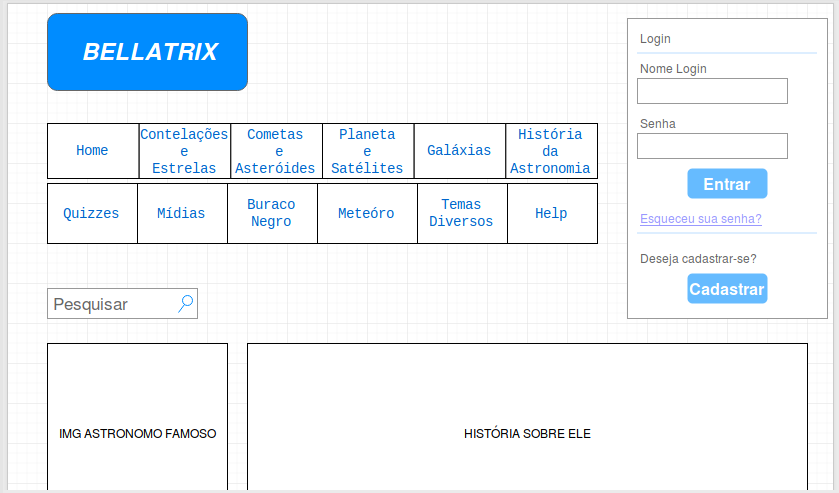 BELLATRIX
Login
Nome Login
Senha
Entrar
Esqueceu sua senha?
Deseja cadastrar-se?
Cadastrar
Home
Contelações
e
Estrelas
Cometas
e
Asteróides
Planeta
e
Satélites
Galáxias
História
da
Astronomia
Quizzes
Mídias
Buraco
Negro
Meteóro
Temas
Diversos
Help
Pesquisar
IMG ASTRONOMO FAMOSO
HISTÓRIA SOBRE ELE